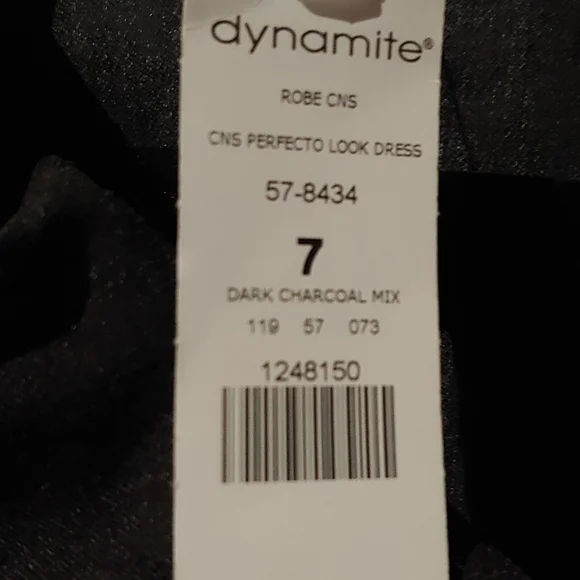 dynamite®
ROBE CNS
CNS PERFECTO LOOK DRESS
57-8434
7
DARK CHARCOAL MIX
119 57 073
1248150